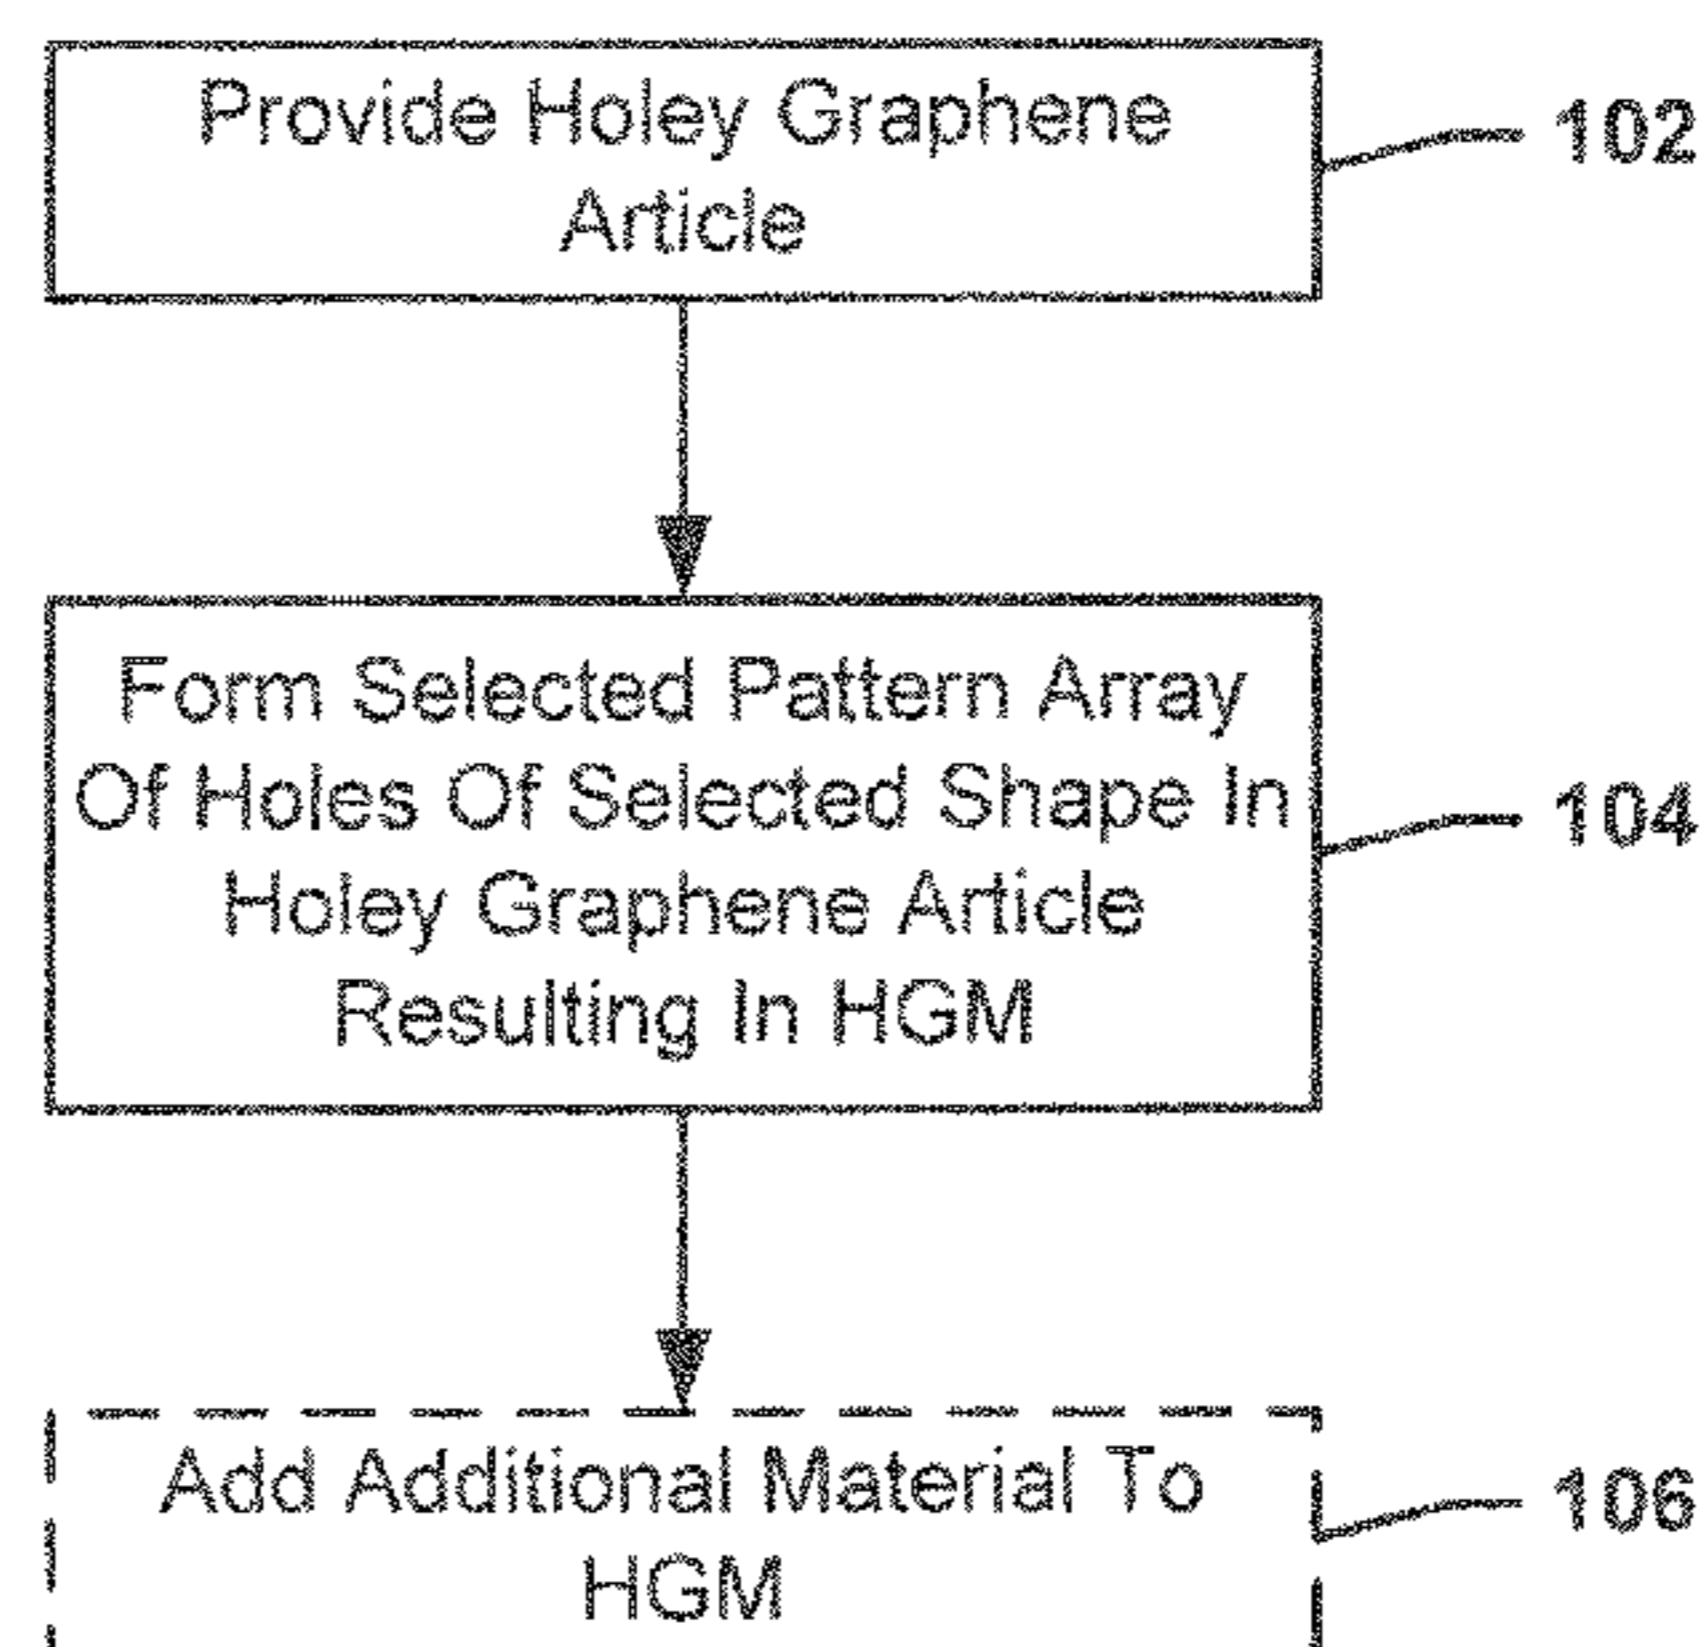 Provide Holey Graphene
Article
102
Form Selected Pattern Array
Of Holes Of Selected Shape In
Holey Graphene Article
Resulting In HGM
104
Add Additional Material To
HGM
106